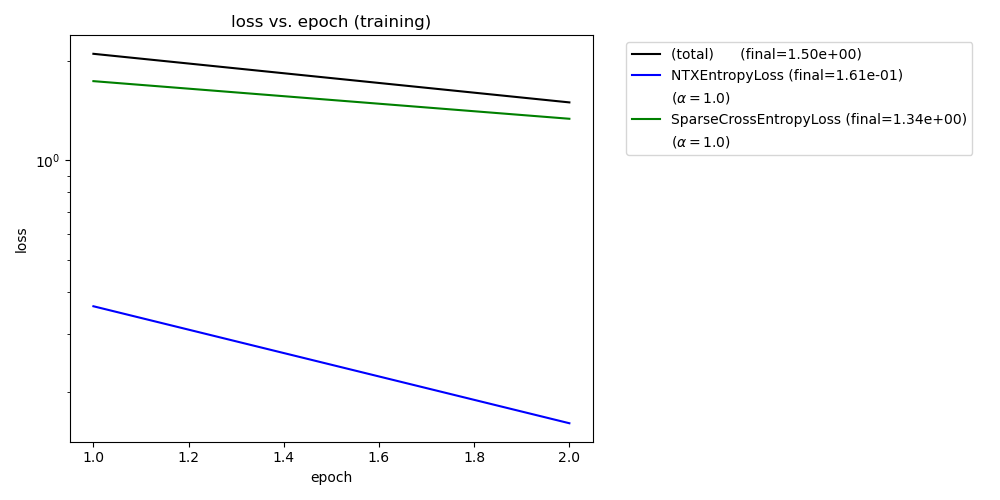 loss vs. epoch (training)
(total) (final=1.50e+00)
NTXEntropyLoss (final=1.61e-01)
(α = 1.0)
SparseCrossEntropyLoss (final=1.34e+00)
(α = 1.0)
10⁰
loss
1.0 1.2 1.4 1.6 1.8 2.0
epoch